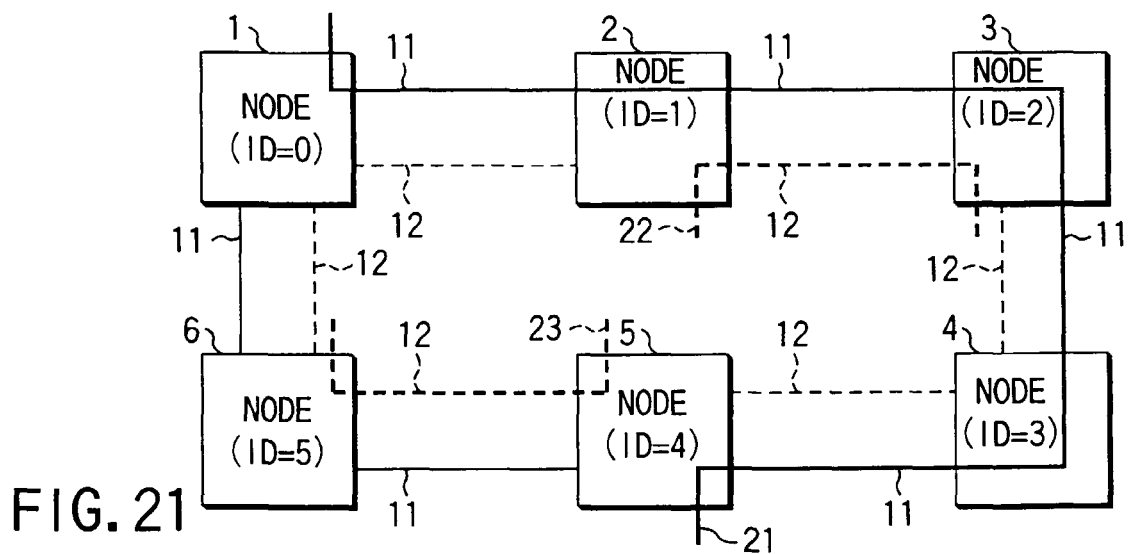 1
11
2
11
3
NODE
(ID=0)
NODE
(ID=1)
NODE
(ID=2)
12
22
12
11
12
12
11
6
12
23
5
12
4
NODE
(ID=5)
NODE
(ID=4)
NODE
(ID=3)
11
21
11
FIG. 21